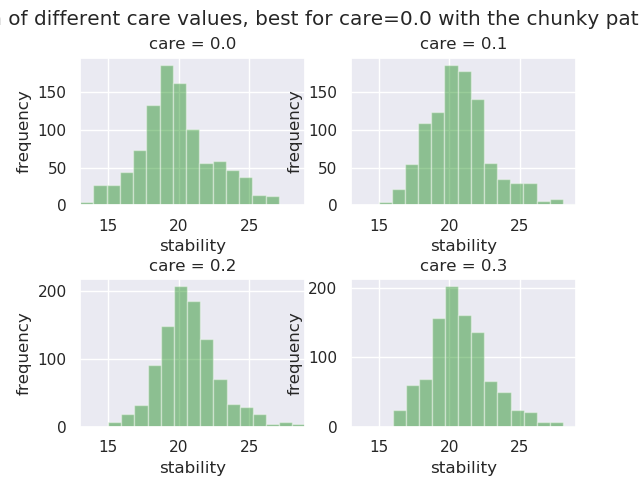 of different care values, best for care=0.0 with the chunky
care = 0.0
care = 0.1
frequency
150
100
50
0
15
20
25
stability
frequency
150
100
50
0
15
20
25
stability
care = 0.2
care = 0.3
frequency
200
100
0
15
20
25
stability
frequency
200
100
0
15
20
25
stability